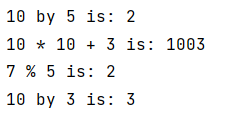 10 by 5 is: 2
10 * 10 + 3 is: 1003
7 % 5 is: 2
10 by 3 is: 3